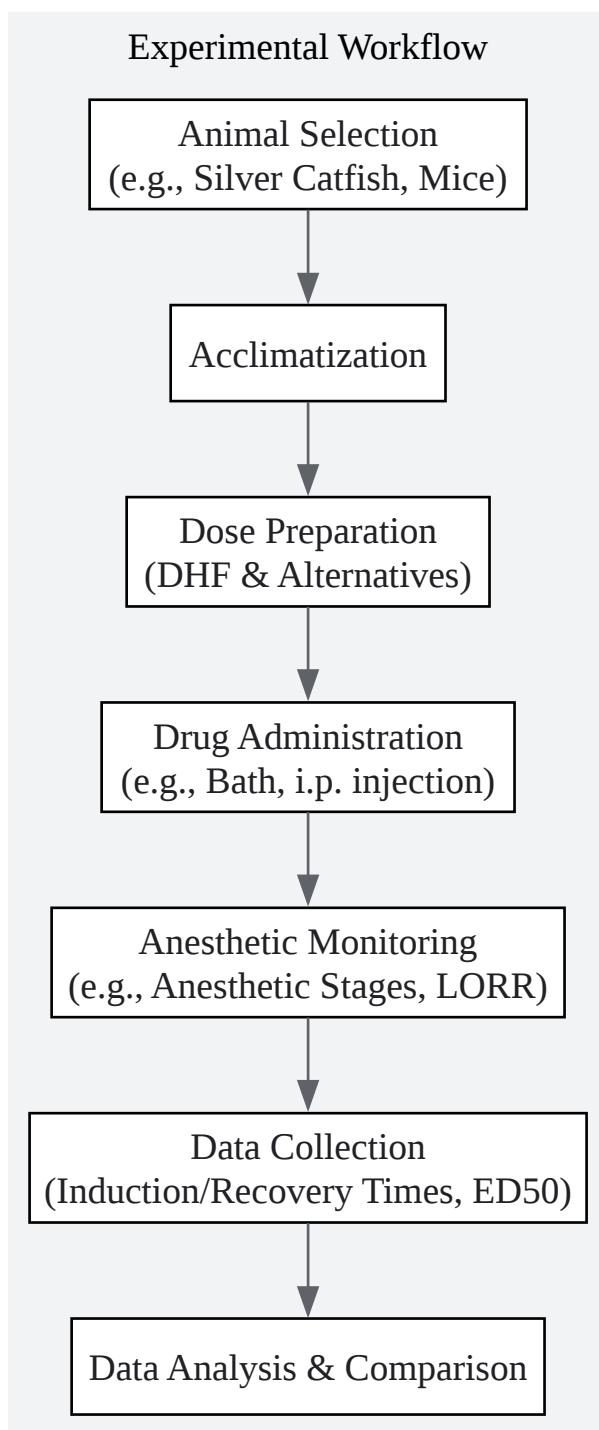 Experimental Workflow
Animal Selection
(e.g., Silver Catfish, Mice)
Acclimatization
Dose Preparation
(DHF & Alternatives)
Drug Administration
(e.g., Bath, i.p. injection)
Anesthetic Monitoring
(e.g., Anesthetic Stages, LORR)
Data Collection
(Induction/Recovery Times, ED50)
Data Analysis & Comparison